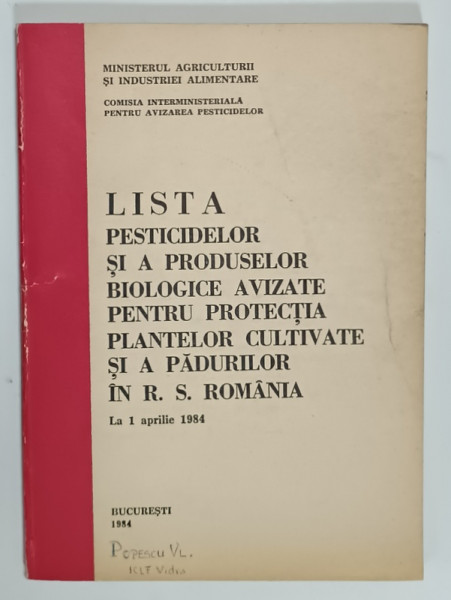 MINISTERUL AGRICULTURII
ȘI INDUSTRIEI ALIMENTARE
COMISIA INTERMINISTERIALĂ
PENTRU AVIZAREA PESTICIDELOR
LISTA
PESTICIDELOR
ȘI A PRODUSELOR
BIOLOGICE AVIZATE
PENTRU PROTECȚIA
PLANTELOR CULTIVATE
ȘI A PĂDURILOR
ÎN R. S. ROMÂNIA
La 1 aprilie 1984
BUCUREȘTI
1984
POPESCU VL.